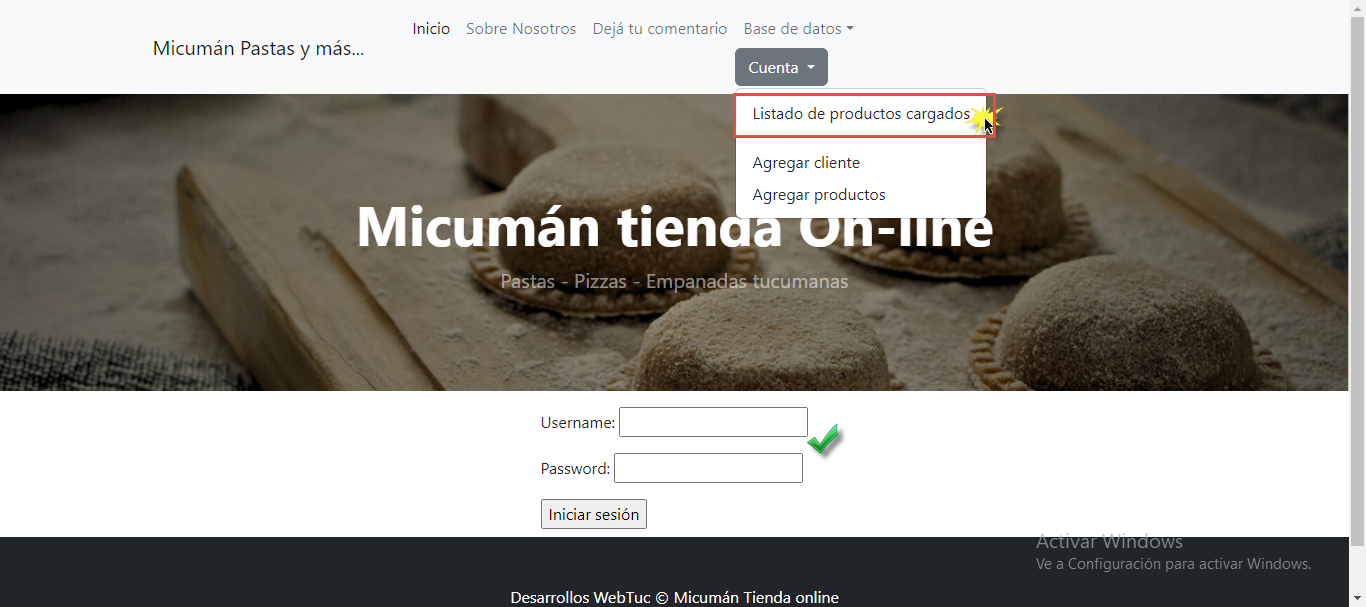 Micumán Pastas y más...
Inicio Sobre Nosotros Dejá tu comentario Base de datos
Cuenta
Listado de productos cargados
Agregar cliente
Agregar productos
Micumán tienda On-line
Pastas - Pizzas - Empanadas tucumanas
Username:
Password:
Iniciar sesión
Activar Windows
Ve a Configuración para activar Windows.
Desarrollos WebTuc © Micumán Tienda online